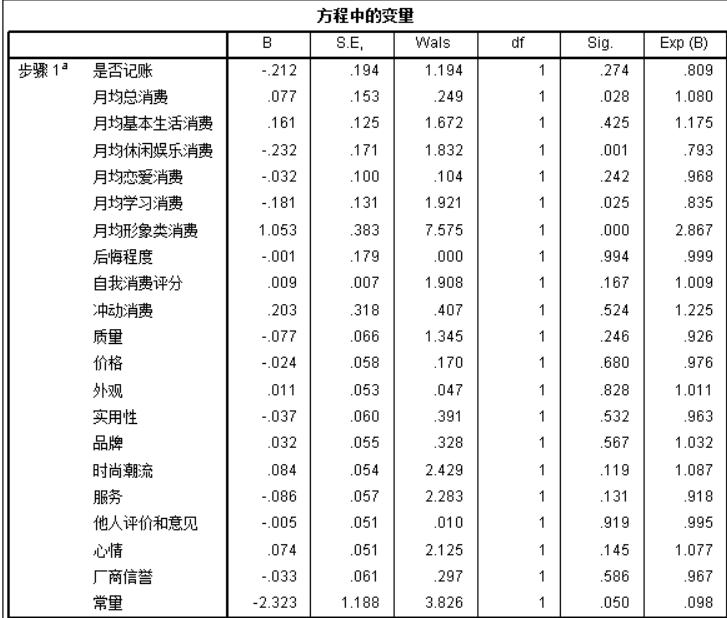 方程中的变量
B S.E, Wals df Sig. Exp (B)
步骤 1a 是否记账 -.212 .194 1.194 1 .274 .809
月均总消费 .077 .153 .249 1 .028 1.080
月均基本生活消费 .161 .125 1.672 1 .425 1.175
月均休闲娱乐消费 -.232 .171 1.832 1 .001 .793
月均恋爱消费 -.032 .100 .104 1 .242 .968
月均学习消费 -.181 .131 1.921 1 .025 .835
月均形象类消费 1.053 .383 7.575 1 .000 2.867
后悔程度 -.001 .179 .000 1 .994 .999
自我消费评分 .009 .007 1.908 1 .167 1.009
冲动消费 .203 .318 .407 1 .524 1.225
质量 -.077 .066 1.345 1 .246 .926
价格 -.024 .058 .170 1 .680 .976
外观 .011 .053 .047 1 .828 1.011
实用性 -.037 .060 .391 1 .532 .963
品牌 .032 .055 .328 1 .567 1.032
时尚潮流 .084 .054 2.429 1 .119 1.087
服务 -.086 .057 2.283 1 .131 .918
他人评价和意见 -.005 .051 .010 1 .919 .995
心情 .074 .051 2.125 1 .145 1.077
厂商信誉 -.033 .061 .297 1 .586 .967
常量 -2.323 1.188 3.826 1 .050 .098